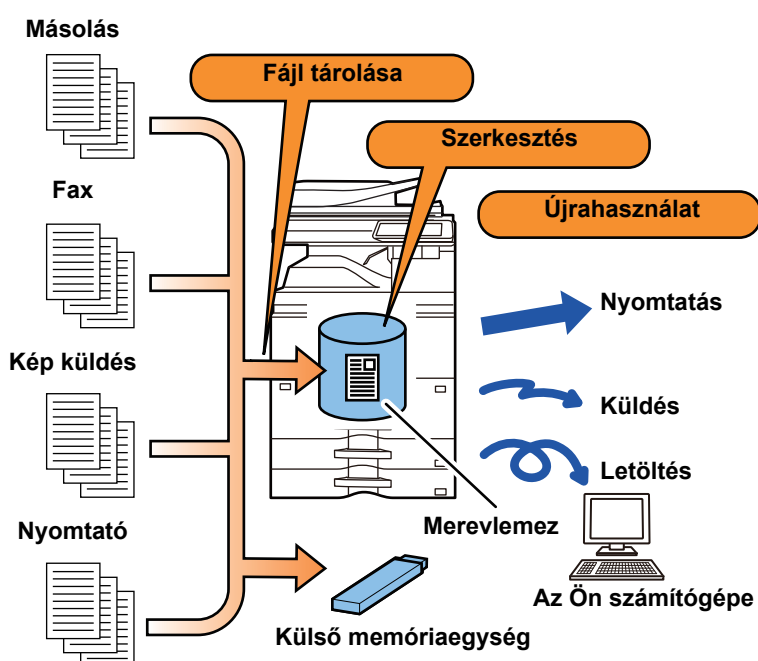 Másolás
Fax
Kép küldés
Nyomtató
Fájl tárolása
Szerkesztés
Újrahasználat
Nyomtatás
Küldés
Letöltés
Merevlemez
Az Ön számítógépe
Külső memóriaegység